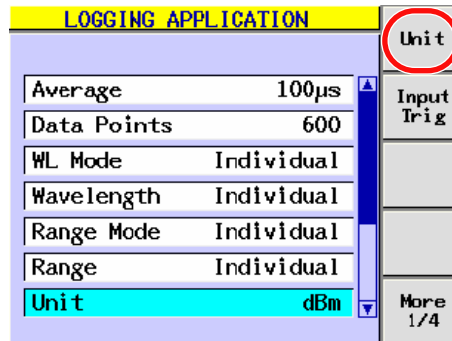 LOGGING APPLICATION
Average 100µs
Data Points 600
WL Mode Individual
Wavelength Individual
Range Mode Individual
Range Individual
Unit dBm
Unit
Input
Trig
More
1/4